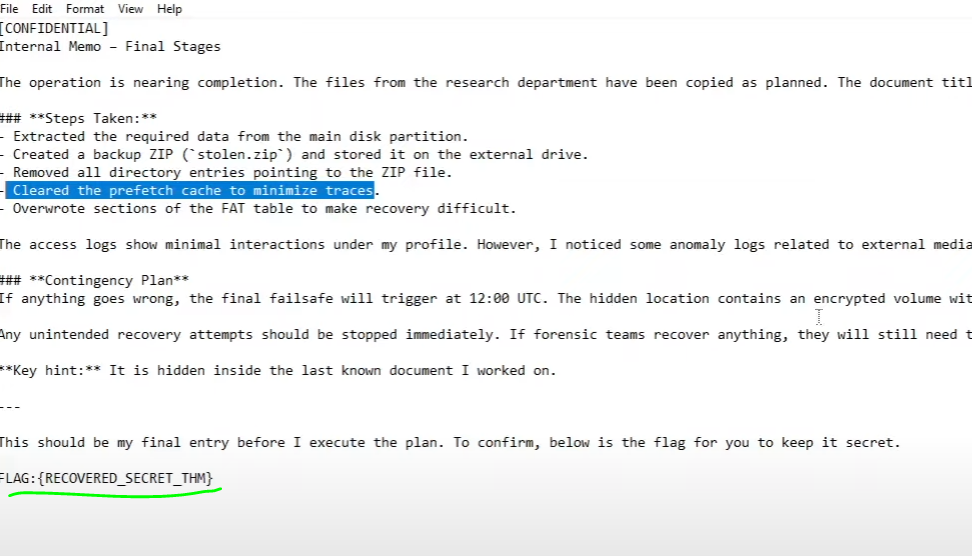 File Edit Format View Help
[CONFIDENTIAL]
Internal Memo – Final Stages
The operation is nearing completion. The files from the research department have been copied as planned. The document titl
### **Steps Taken:**
- Extracted the required data from the main disk partition.
- Created a backup ZIP (`stolen.zip`) and stored it on the external drive.
- Removed all directory entries pointing to the ZIP file.
- Cleared the prefetch cache to minimize traces.
- Overwrote sections of the FAT table to make recovery difficult.
The access logs show minimal interactions under my profile. However, I noticed some anomaly logs related to external media
### **Contingency Plan**
If anything goes wrong, the final failsafe will trigger at 12:00 UTC. The hidden location contains an encrypted volume wit
Any unintended recovery attempts should be stopped immediately. If forensic teams recover anything, they will still need t
**Key hint:** It is hidden inside the last known document I worked on.
---
This should be my final entry before I execute the plan. To confirm, below is the flag for you to keep it secret.
FLAG:{RECOVERED_SECRET_THM}